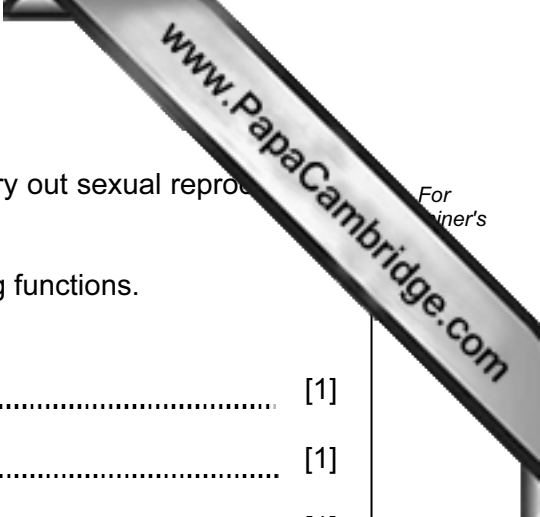 www.PapaCambridge.com
ry out sexual repro
For
iner's
g functions.
[1]
[1]